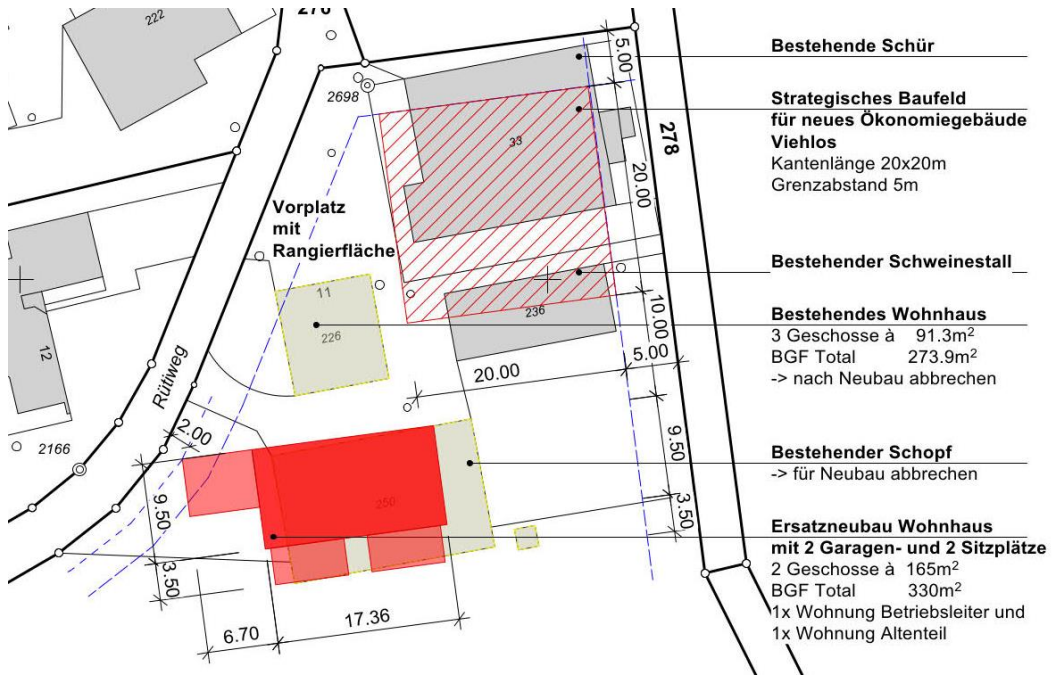 222
276
2698
33
5.00
278
20.00
Vorplatz
mit
Rangierfläche
11
226
236
10.00
5.00
20.00
12
Rütiweg
2166
2.00
9.50
3.50
250
9.50
3.50
6.70
17.36
Bestehende Schür
Strategisches Baufeld
für neues Ökonomiegebäude
Viehlos
Kantenlänge 20x20m
Grenzabstand 5m
Bestehender Schweinestall
Bestehendes Wohnhaus
3 Geschosse à 91.3m²
BGF Total 273.9m²
-> nach Neubau abbrechen
Bestehender Schopf
-> für Neubau abbrechen
Ersatzneubau Wohnhaus
mit 2 Garagen- und 2 Sitzplätze
2 Geschosse à 165m²
BGF Total 330m²
1x Wohnung Betriebsleiter und
1x Wohnung Altenteil